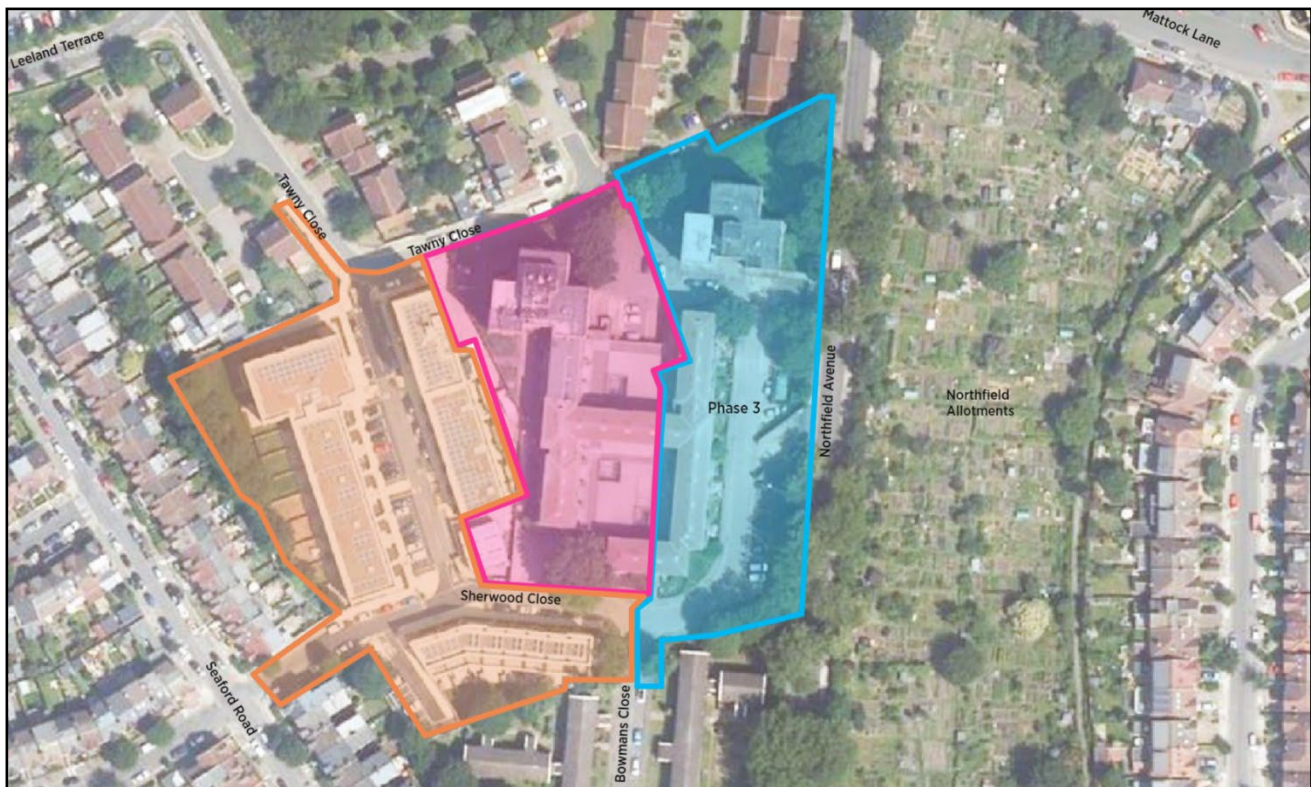 Leeland Terrace
Mattock Lane
Tawny Close
Tawny Close
Phase 3
Northfield Avenue
Northfield
Allotments
Sherwood Close
Seaford Road
Bowmans Close